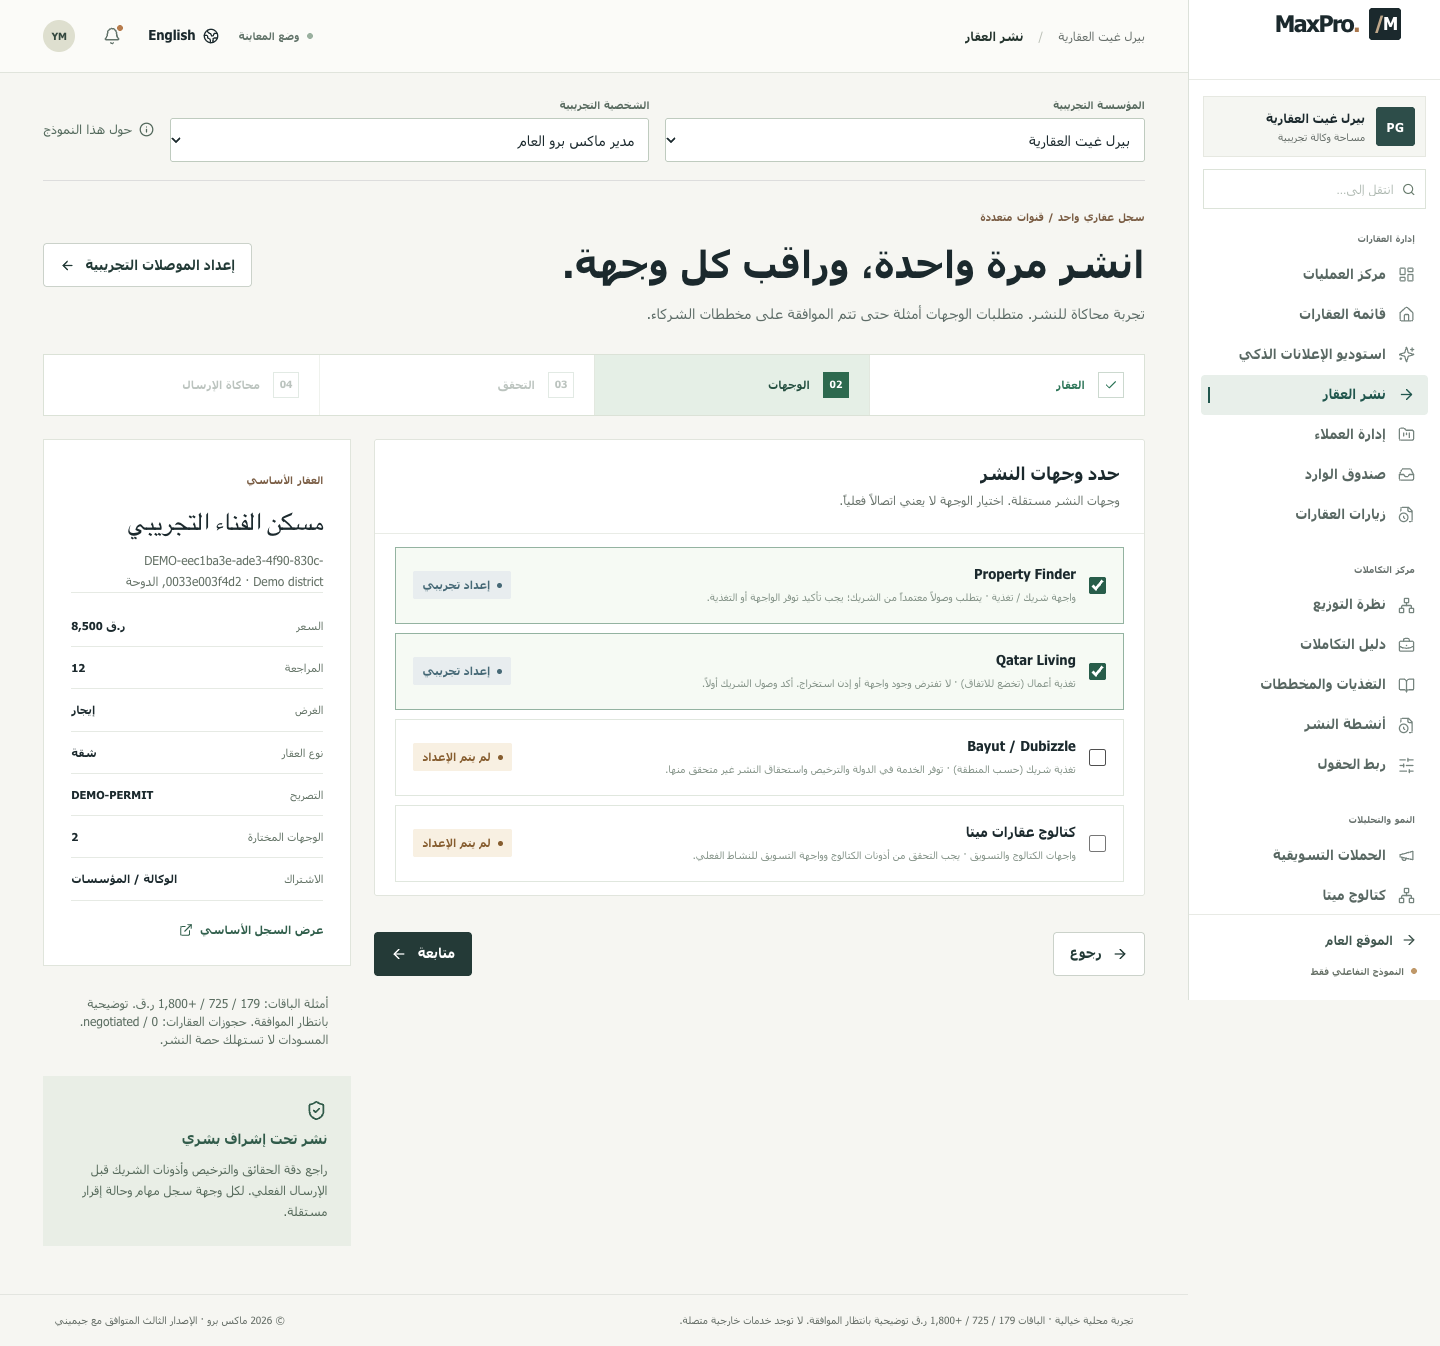 MaxPro. /M
بيرل غيت العقارية / نشر العقار
وضع المعاينة
English
YM
PG
بيرل غيت العقارية
مساحة وكالة تجريبية
انتقل إلى...
إدارة العقارات
مركز العمليات
قائمة العقارات
استوديو الإعلانات الذكي
نشر العقار
إدارة العملاء
صندوق الوارد
زيارات العقارات
مركز التكاملات
نظرة التوزيع
دليل التكاملات
التغذيات والمخططات
أنشطة النشر
ربط الحقول
النمو والتحليلات
الحملات التسويقية
كتالوج ميتا
الموقع العام
النموذج التفاعلي فقط
المؤسسة التجريبية
بيرل غيت العقارية
الشخصية التجريبية
مدير ماكس برو العام
حول هذا النموذج
سجل عقاري واحد / قنوات متعددة
انشر مرة واحدة، وراقب كل وجهة.
تجربة محاكاة للنشر. متطلبات الوجهات أمثلة حتى تتم الموافقة على مخططات الشركاء.
إعداد الموصلات التجريبية
العقار
02 الوجهات
03 التحقق
04 محاكاة الإرسال
حدد وجهات النشر
وجهات النشر مستقلة. اختيار الوجهة لا يعني اتصالاً فعلياً.
Property Finder
واجهة شريك / تغذية · يتطلب وصولاً معتمداً من الشريك؛ يجب تأكيد توفر الواجهة أو التغذية.
إعداد تجريبي
Qatar Living
تغذية أعمال (تخضع للاتفاق) · لا تفترض وجود واجهة أو إذن استخراج. أكد وصول الشريك أولاً.
إعداد تجريبي
Bayut / Dubizzle
تغذية شريك (حسب المنطقة) · توفر الخدمة في الدولة والترخيص واستحقاق النشر غير متحقق منها.
لم يتم الإعداد
كتالوج عقارات ميتا
واجهات الكتالوج والتسويق · يجب التحقق من أذونات الكتالوج وواجهة التسويق للنشاط الفعلي.
لم يتم الإعداد
رجوع
متابعة
العقار الأساسي
مسكن الفناء التجريبي
DEMO-eec1ba3e-ade3-4f90-830c-
0033e003f4d2 · Demo district, الدوحة
السعر 8,500 ر.ق
المراجعة 12
الغرض إيجار
نوع العقار شقة
التصريح DEMO-PERMIT
الوجهات المختارة 2
الاشتراك الوكالة / المؤسسات
عرض السجل الأساسي
أمثلة الباقات: 179 / 725 / +1,800 ر.ق. توضيحية
بانتظار الموافقة. حجوزات العقارات: 0 / negotiated.
المسودات لا تستهلك حصة النشر.
نشر تحت إشراف بشري
راجع دقة الحقائق والترخيص وأذونات الشريك قبل
الإرسال الفعلي. لكل وجهة سجل مهام وحالة إقرار
مستقلة.
تجربة محلية خيالية · الباقات 179 / 725 / +1,800 ر.ق توضيحية بانتظار الموافقة. لا توجد خدمات خارجية متصلة.
© 2026 ماكس برو · الإصدار الثالث المتوافق مع جيميني